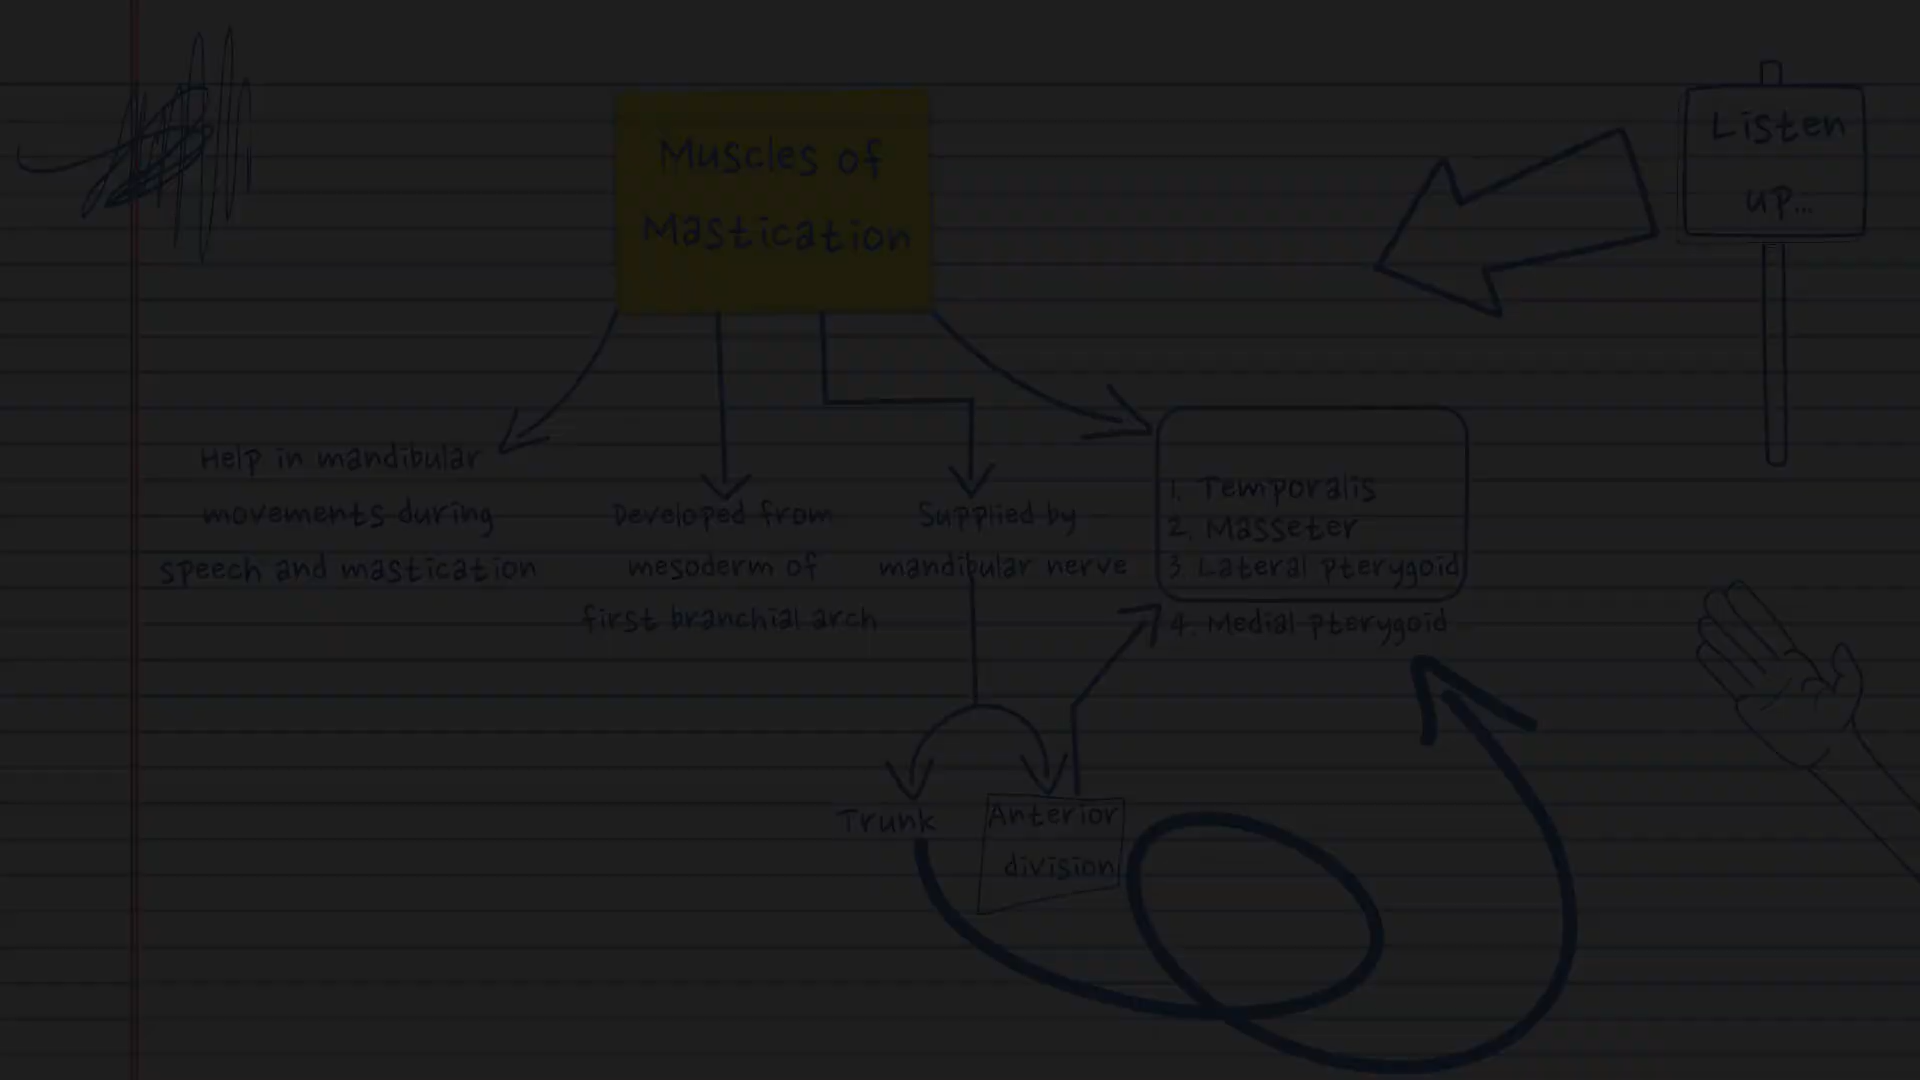 Muscles of
Mastication
Listen
up...
Help in mandibular
movements during
speech and mastication
Developed from
mesoderm of
first branchial arch
Supplied by
mandibular nerve
1. Temporalis
2. Masseter
3. Lateral pterygoid
4. Medial pterygoid
Trunk
Anterior
division